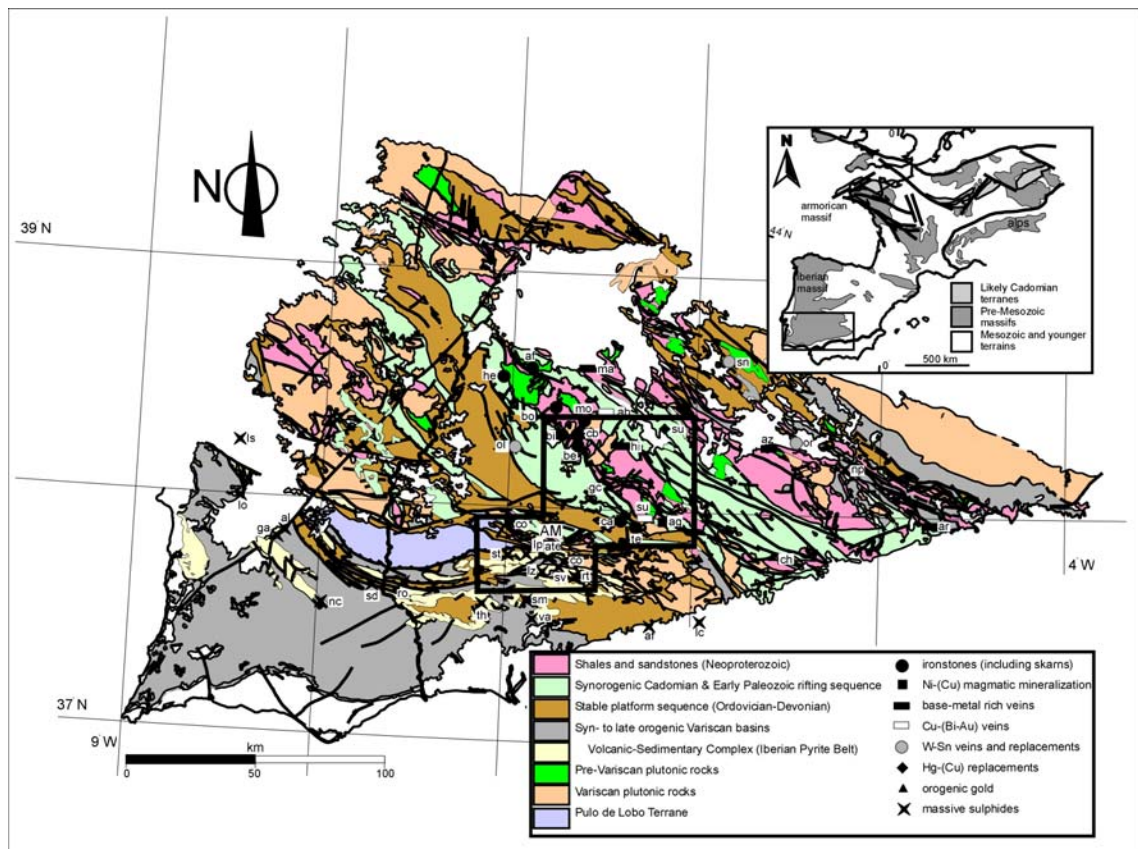 N
N
0
39 N
armorican
massif
44 N
alps
Iberian
massif
Likely Cadomian
terranes
Pre-Mesozoic
massifs
Mesozoic and younger
terrains
0
500 km
sn
he
ma
bo
mo
ab
su
cb
ol
be
az
or
np
gc
su
ls
lo
ga
al
co
AM
ca
ag
te
ar
st
lp
ate
co
lz
sv
rt
ch
4 W
nc
sd
ro
sm
th
va
lc
37 N
9 W
km
0
50
100
Shales and sandstones (Neoproterozoic)
Synorogenic Cadomian & Early Paleozoic rifting sequence
Stable platform sequence (Ordovician-Devonian)
Syn- to late orogenic Variscan basins
Volcanic-Sedimentary Complex (Iberian Pyrite Belt)
Pre-Variscan plutonic rocks
Variscan plutonic rocks
Pulo de Lobo Terrane
ironstones (including skarns)
Ni-(Cu) magmatic mineralization
base-metal rich veins
Cu-(Bi-Au) veins
W-Sn veins and replacements
Hg-(Cu) replacements
orogenic gold
massive sulphides